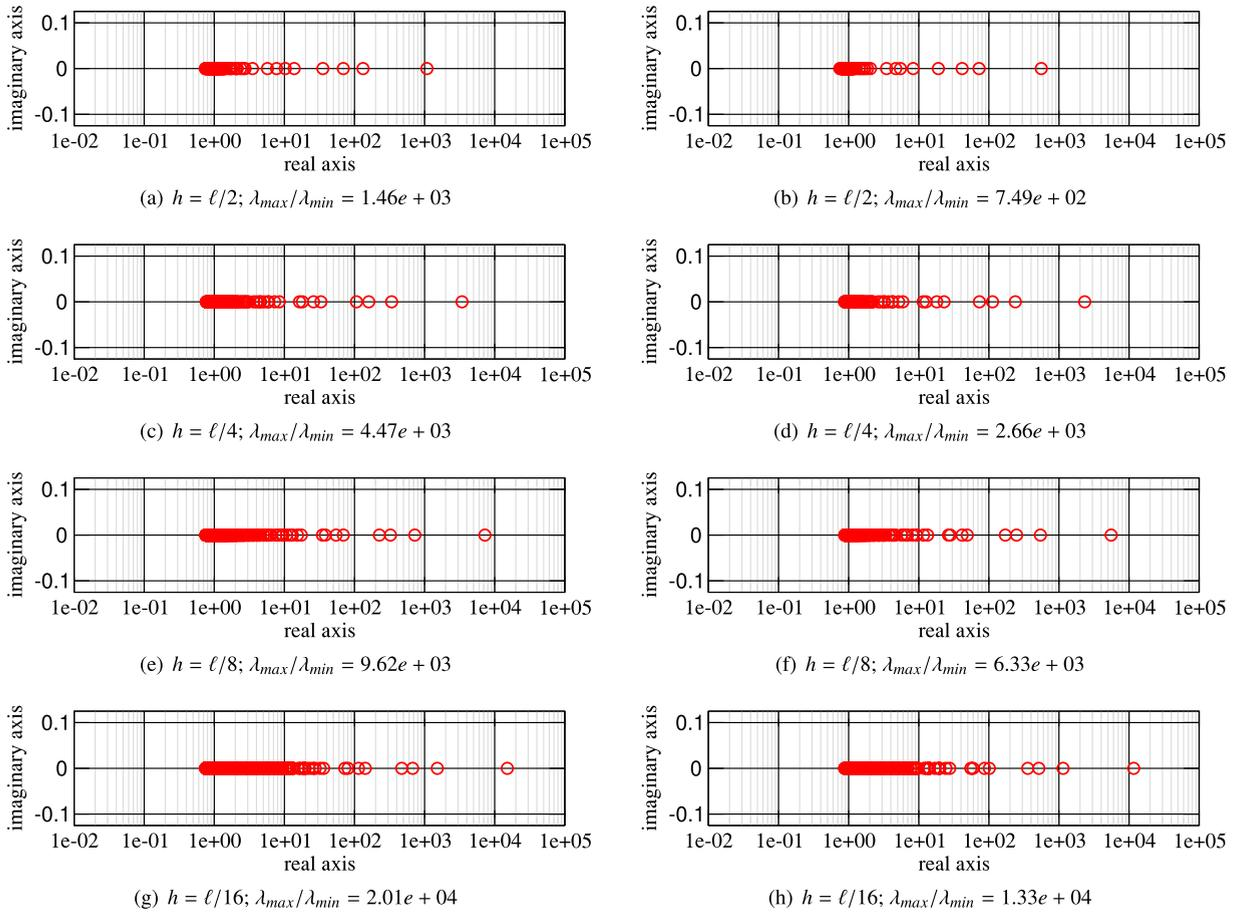 imaginary axis
0.1
0
-0.1
1e-02 1e-01 1e+00 1e+01 1e+02 1e+03 1e+04 1e+05
real axis
(a) h = ℓ/2; λmax/λmin = 1.46e + 03
imaginary axis
0.1
0
-0.1
1e-02 1e-01 1e+00 1e+01 1e+02 1e+03 1e+04 1e+05
real axis
(b) h = ℓ/2; λmax/λmin = 7.49e + 02
imaginary axis
0.1
0
-0.1
1e-02 1e-01 1e+00 1e+01 1e+02 1e+03 1e+04 1e+05
real axis
(c) h = ℓ/4; λmax/λmin = 4.47e + 03
imaginary axis
0.1
0
-0.1
1e-02 1e-01 1e+00 1e+01 1e+02 1e+03 1e+04 1e+05
real axis
(d) h = ℓ/4; λmax/λmin = 2.66e + 03
imaginary axis
0.1
0
-0.1
1e-02 1e-01 1e+00 1e+01 1e+02 1e+03 1e+04 1e+05
real axis
(e) h = ℓ/8; λmax/λmin = 9.62e + 03
imaginary axis
0.1
0
-0.1
1e-02 1e-01 1e+00 1e+01 1e+02 1e+03 1e+04 1e+05
real axis
(f) h = ℓ/8; λmax/λmin = 6.33e + 03
imaginary axis
0.1
0
-0.1
1e-02 1e-01 1e+00 1e+01 1e+02 1e+03 1e+04 1e+05
real axis
(g) h = ℓ/16; λmax/λmin = 2.01e + 04
imaginary axis
0.1
0
-0.1
1e-02 1e-01 1e+00 1e+01 1e+02 1e+03 1e+04 1e+05
real axis
(h) h = ℓ/16; λmax/λmin = 1.33e + 04